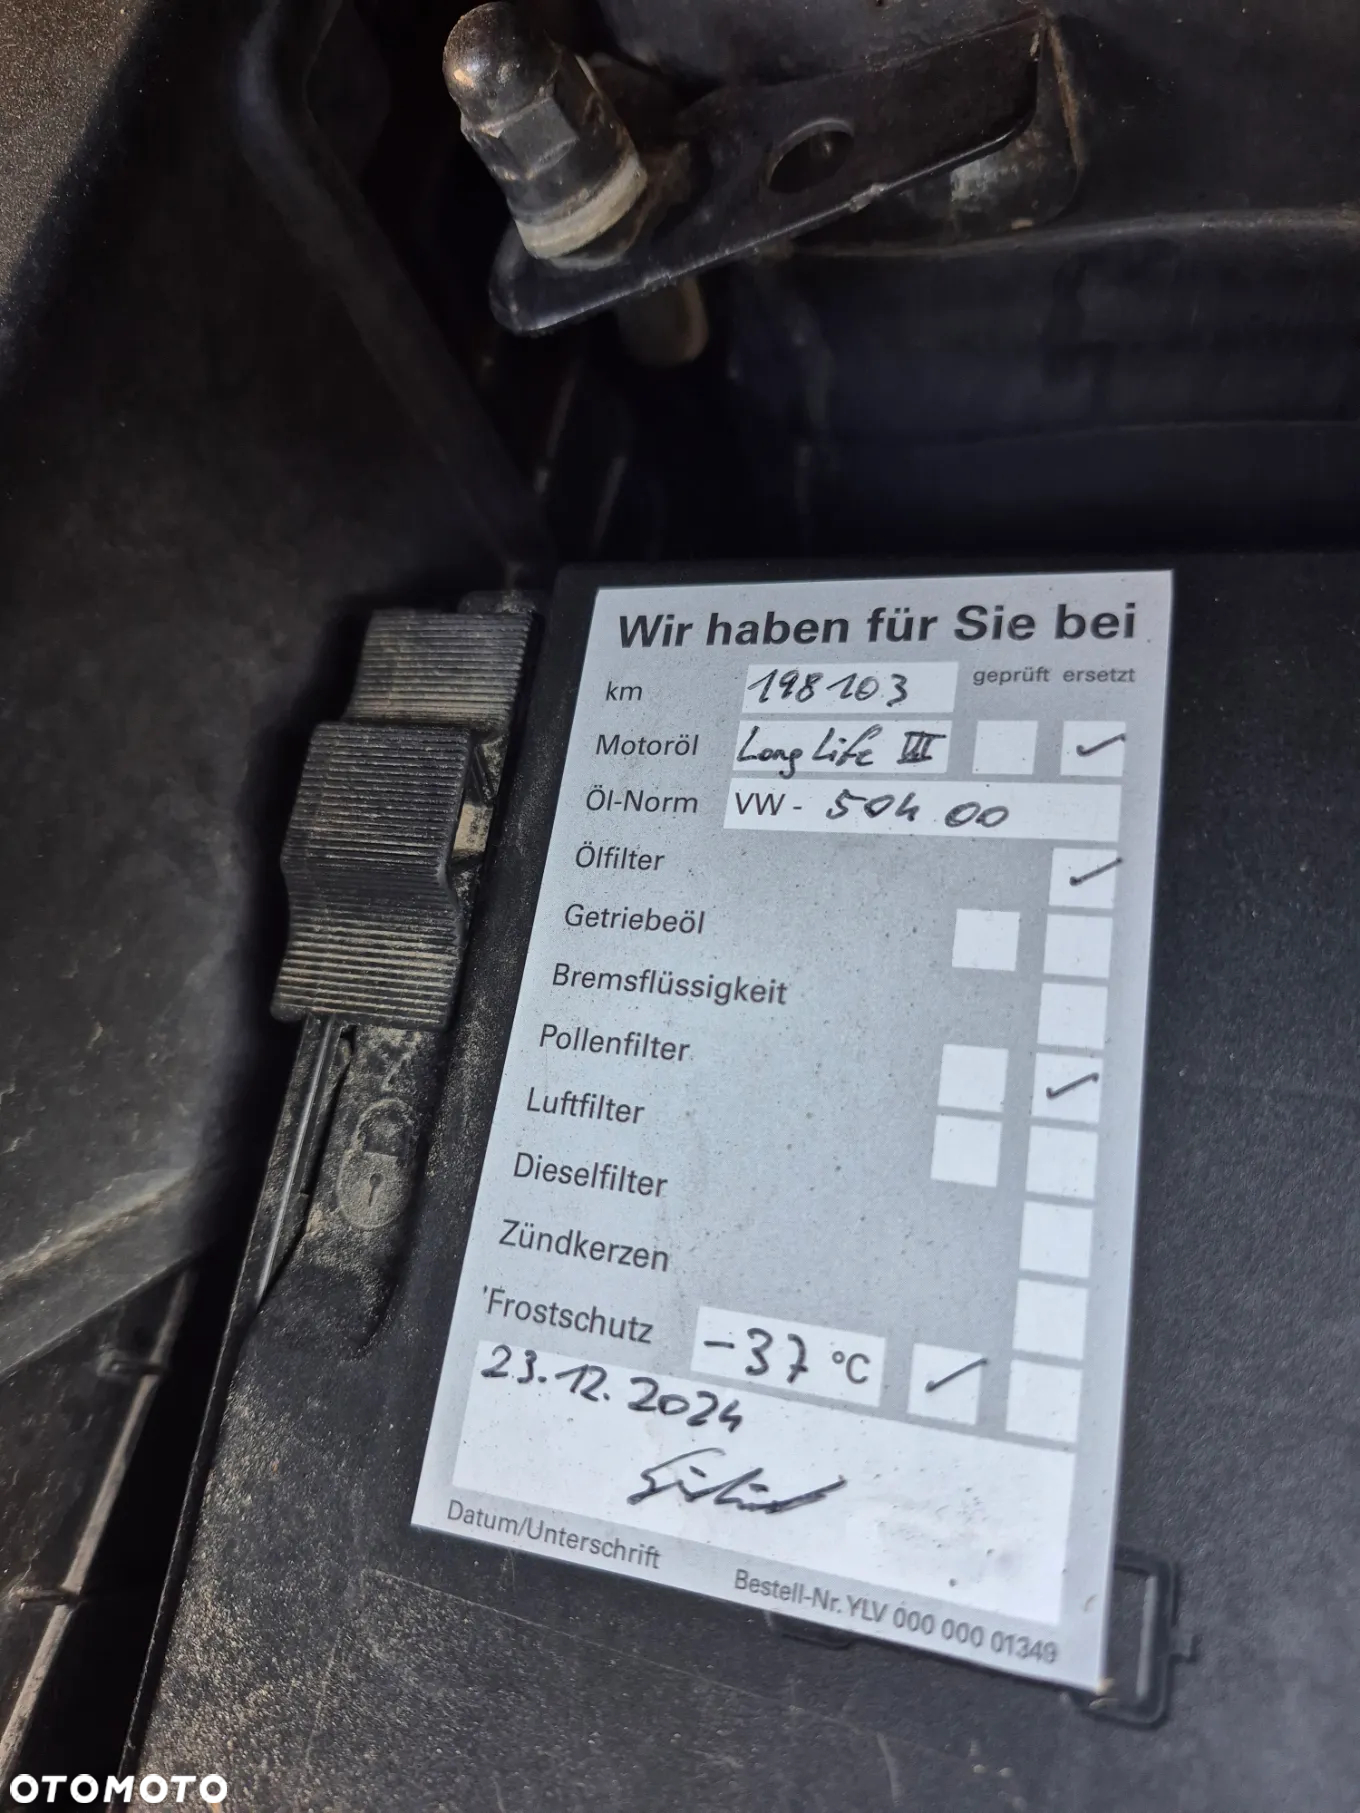 Wir haben für Sie bei
km 198103 geprüft ersetzt
Motoröl Long Life III
Öl-Norm VW - 504 00
Ölfilter
Getriebeöl
Bremsflüssigkeit
Pollenfilter
Luftfilter
Dieselfilter
Zündkerzen
Frostschutz -37 °C
23.12.2024
Datum/Unterschrift
Bestell-Nr. YLV 000 000 01349
OTOMOTO